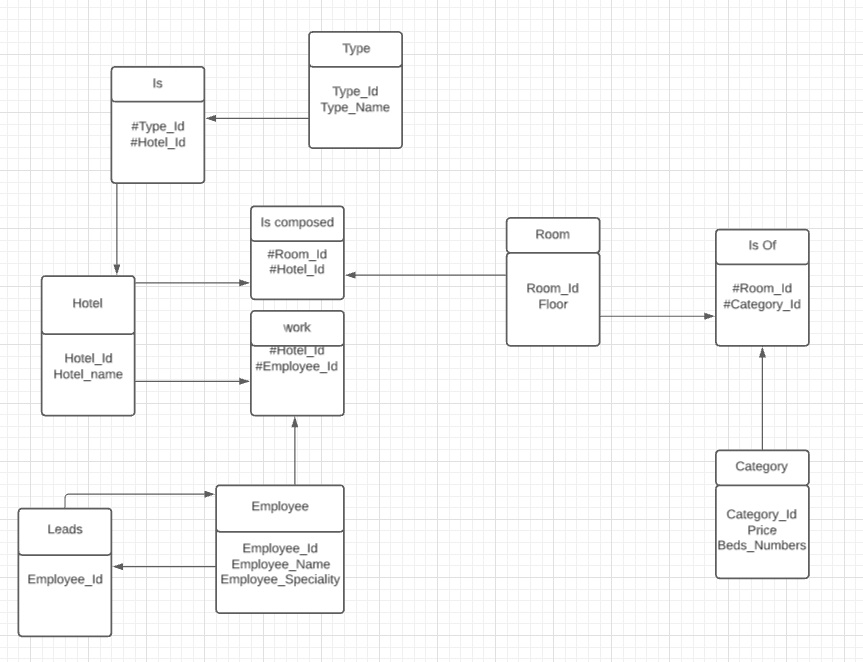 Type
Type_Id
Type_Name
Is
#Type_Id
#Hotel_Id
Is composed
#Room_Id
#Hotel_Id
Room
Room_Id
Floor
Is Of
#Room_Id
#Category_Id
Hotel
Hotel_Id
Hotel_name
work
#Hotel_Id
#Employee_Id
Category
Category_Id
Price
Beds_Numbers
Employee
Employee_Id
Employee_Name
Employee_Speciality
Leads
Employee_Id